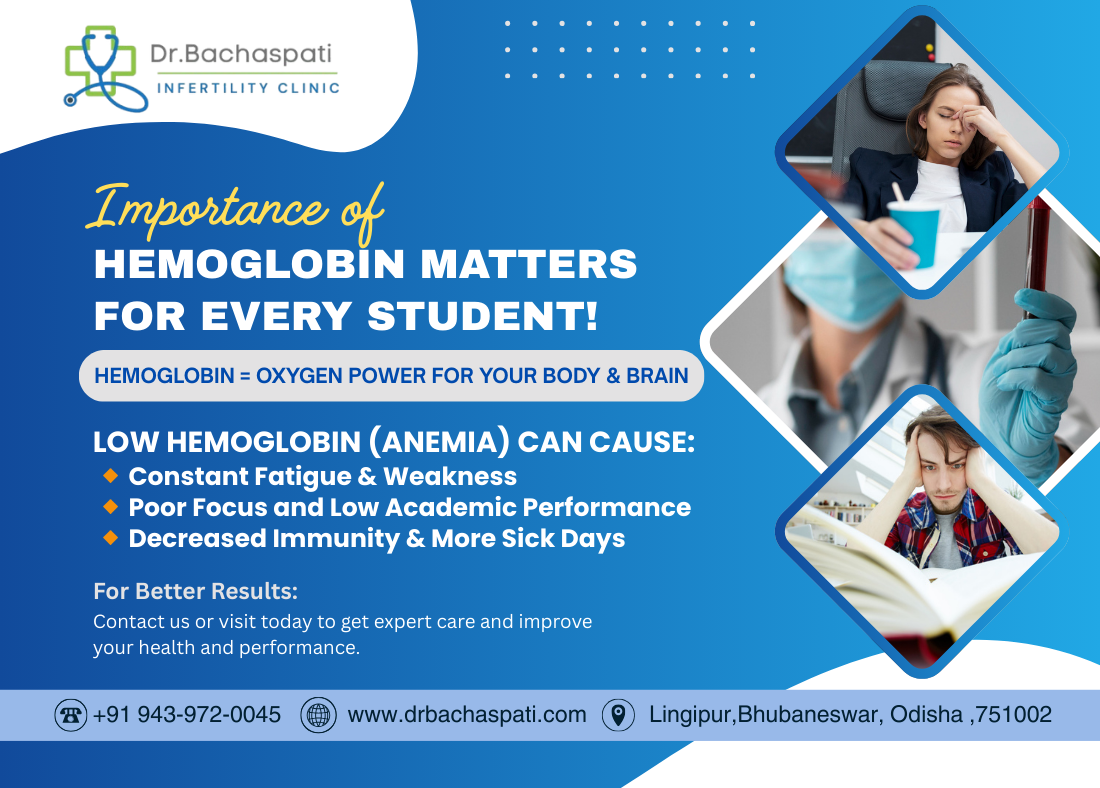 Dr.Bachaspati
INFERTILITY CLINIC
Importance of
HEMOGLOBIN MATTERS
FOR EVERY STUDENT!
HEMOGLOBIN = OXYGEN POWER FOR YOUR BODY & BRAIN
LOW HEMOGLOBIN (ANEMIA) CAN CAUSE:
Constant Fatigue & Weakness
Poor Focus and Low Academic Performance
Decreased Immunity & More Sick Days
For Better Results:
Contact us or visit today to get expert care and improve
your health and performance.
+91 943-972-0045 www.drbachaspati.com Lingipur,Bhubaneswar, Odisha ,751002